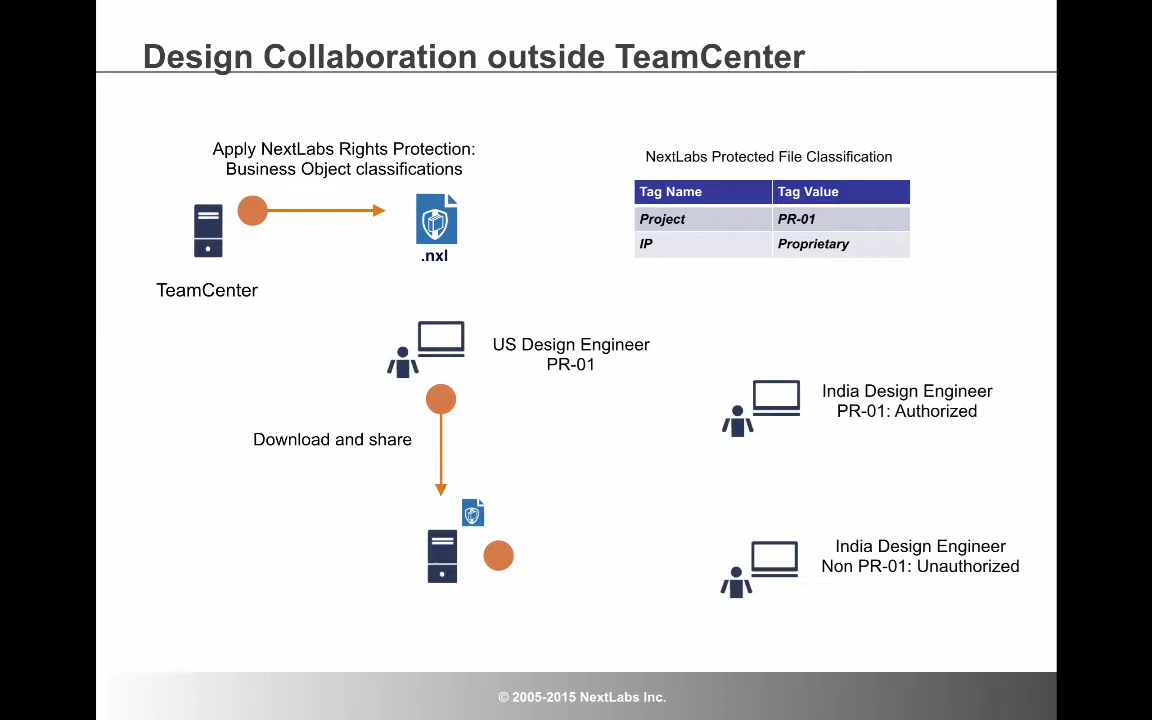 Design Collaboration outside TeamCenter
Apply NextLabs Rights Protection:
Business Object classifications
NextLabs Protected File Classification
Tag Name Tag Value
Project PR-01
IP Proprietary
.nxl
TeamCenter
US Design Engineer
PR-01
India Design Engineer
PR-01: Authorized
Download and share
India Design Engineer
Non PR-01: Unauthorized
© 2005-2015 NextLabs Inc.